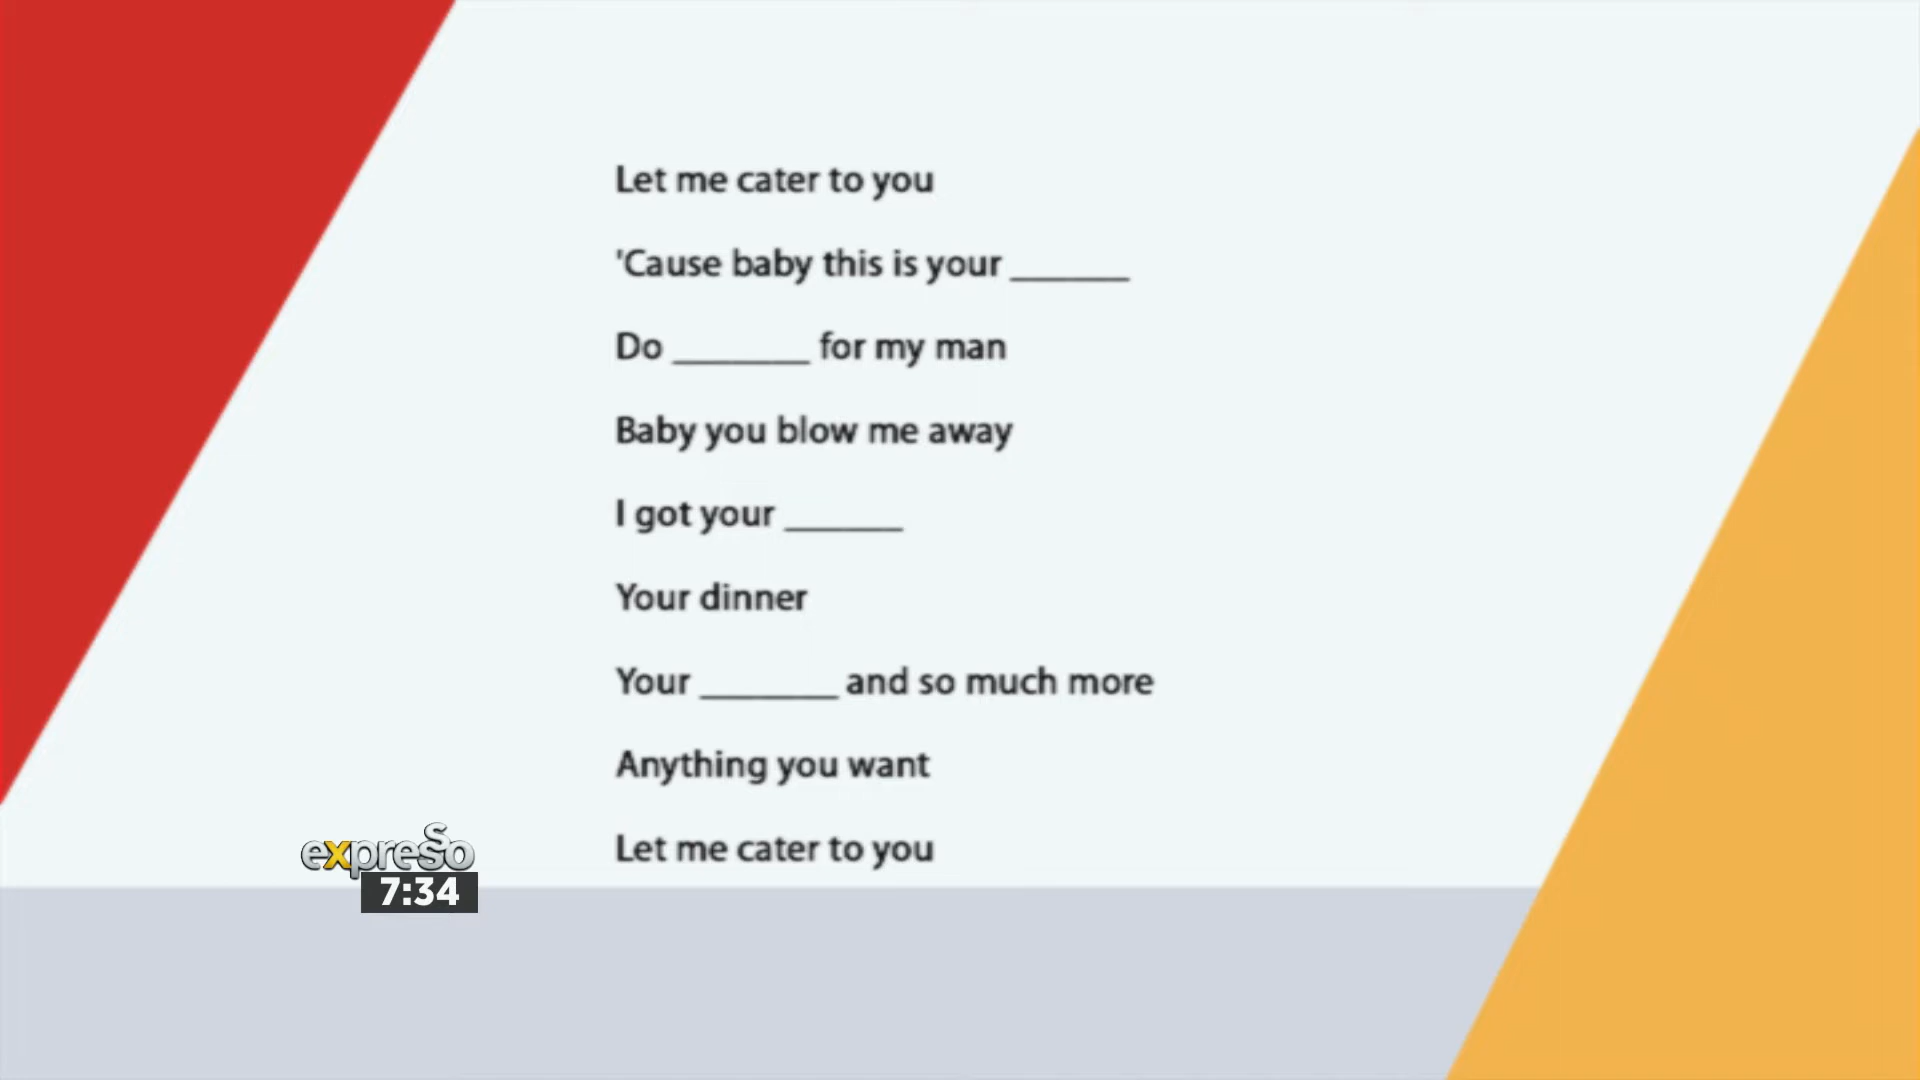 Let me cater to you
'Cause baby this is your ______
Do _______ for my man
Baby you blow me away
I got your ______
Your dinner
Your _______ and so much more
Anything you want
Let me cater to you
expresso
7:34